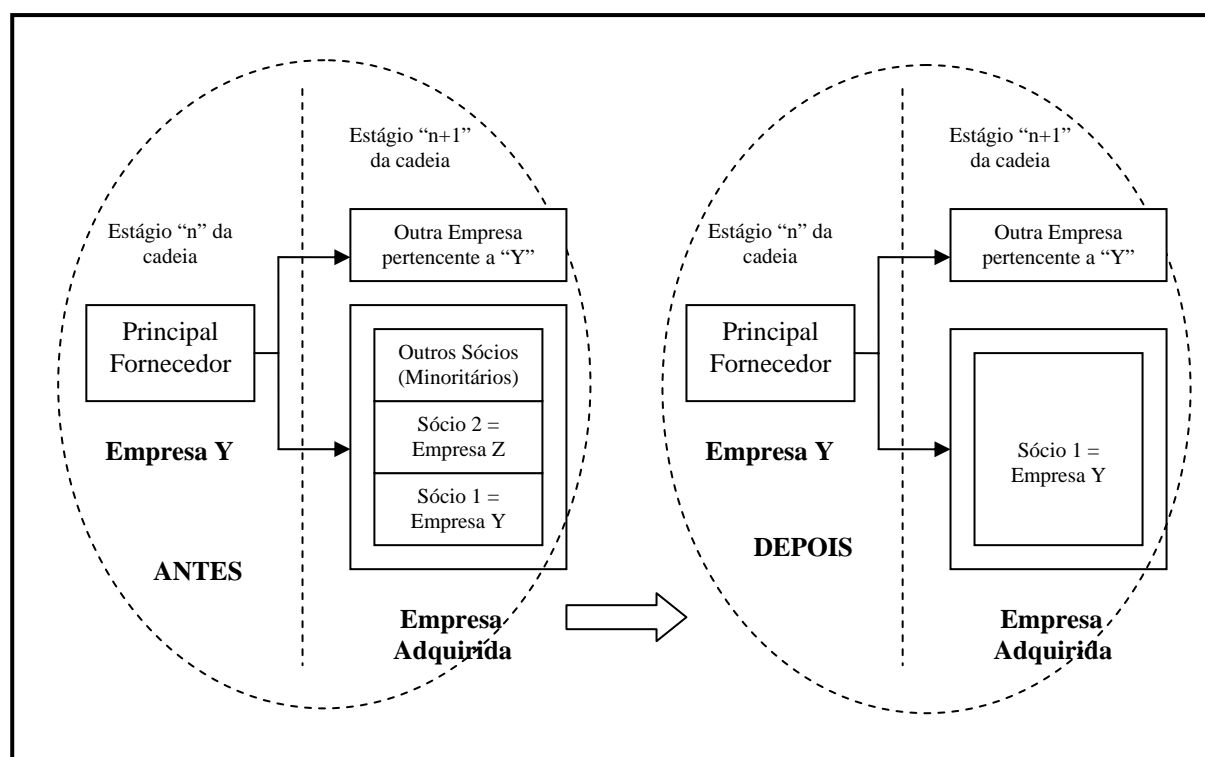 Estágio “n+1”
da cadeia
Estágio “n” da
cadeia
Outra Empresa
pertencente a “Y”
Principal
Fornecedor
Empresa Y
Outros Sócios
(Minoritários)
Sócio 2 =
Empresa Z
Sócio 1 =
Empresa Y
ANTES
Empresa
Adquirida
Estágio “n+1”
da cadeia
Estágio “n” da
cadeia
Outra Empresa
pertencente a “Y”
Principal
Fornecedor
Empresa Y
Sócio 1 =
Empresa Y
DEPOIS
Empresa
Adquirida